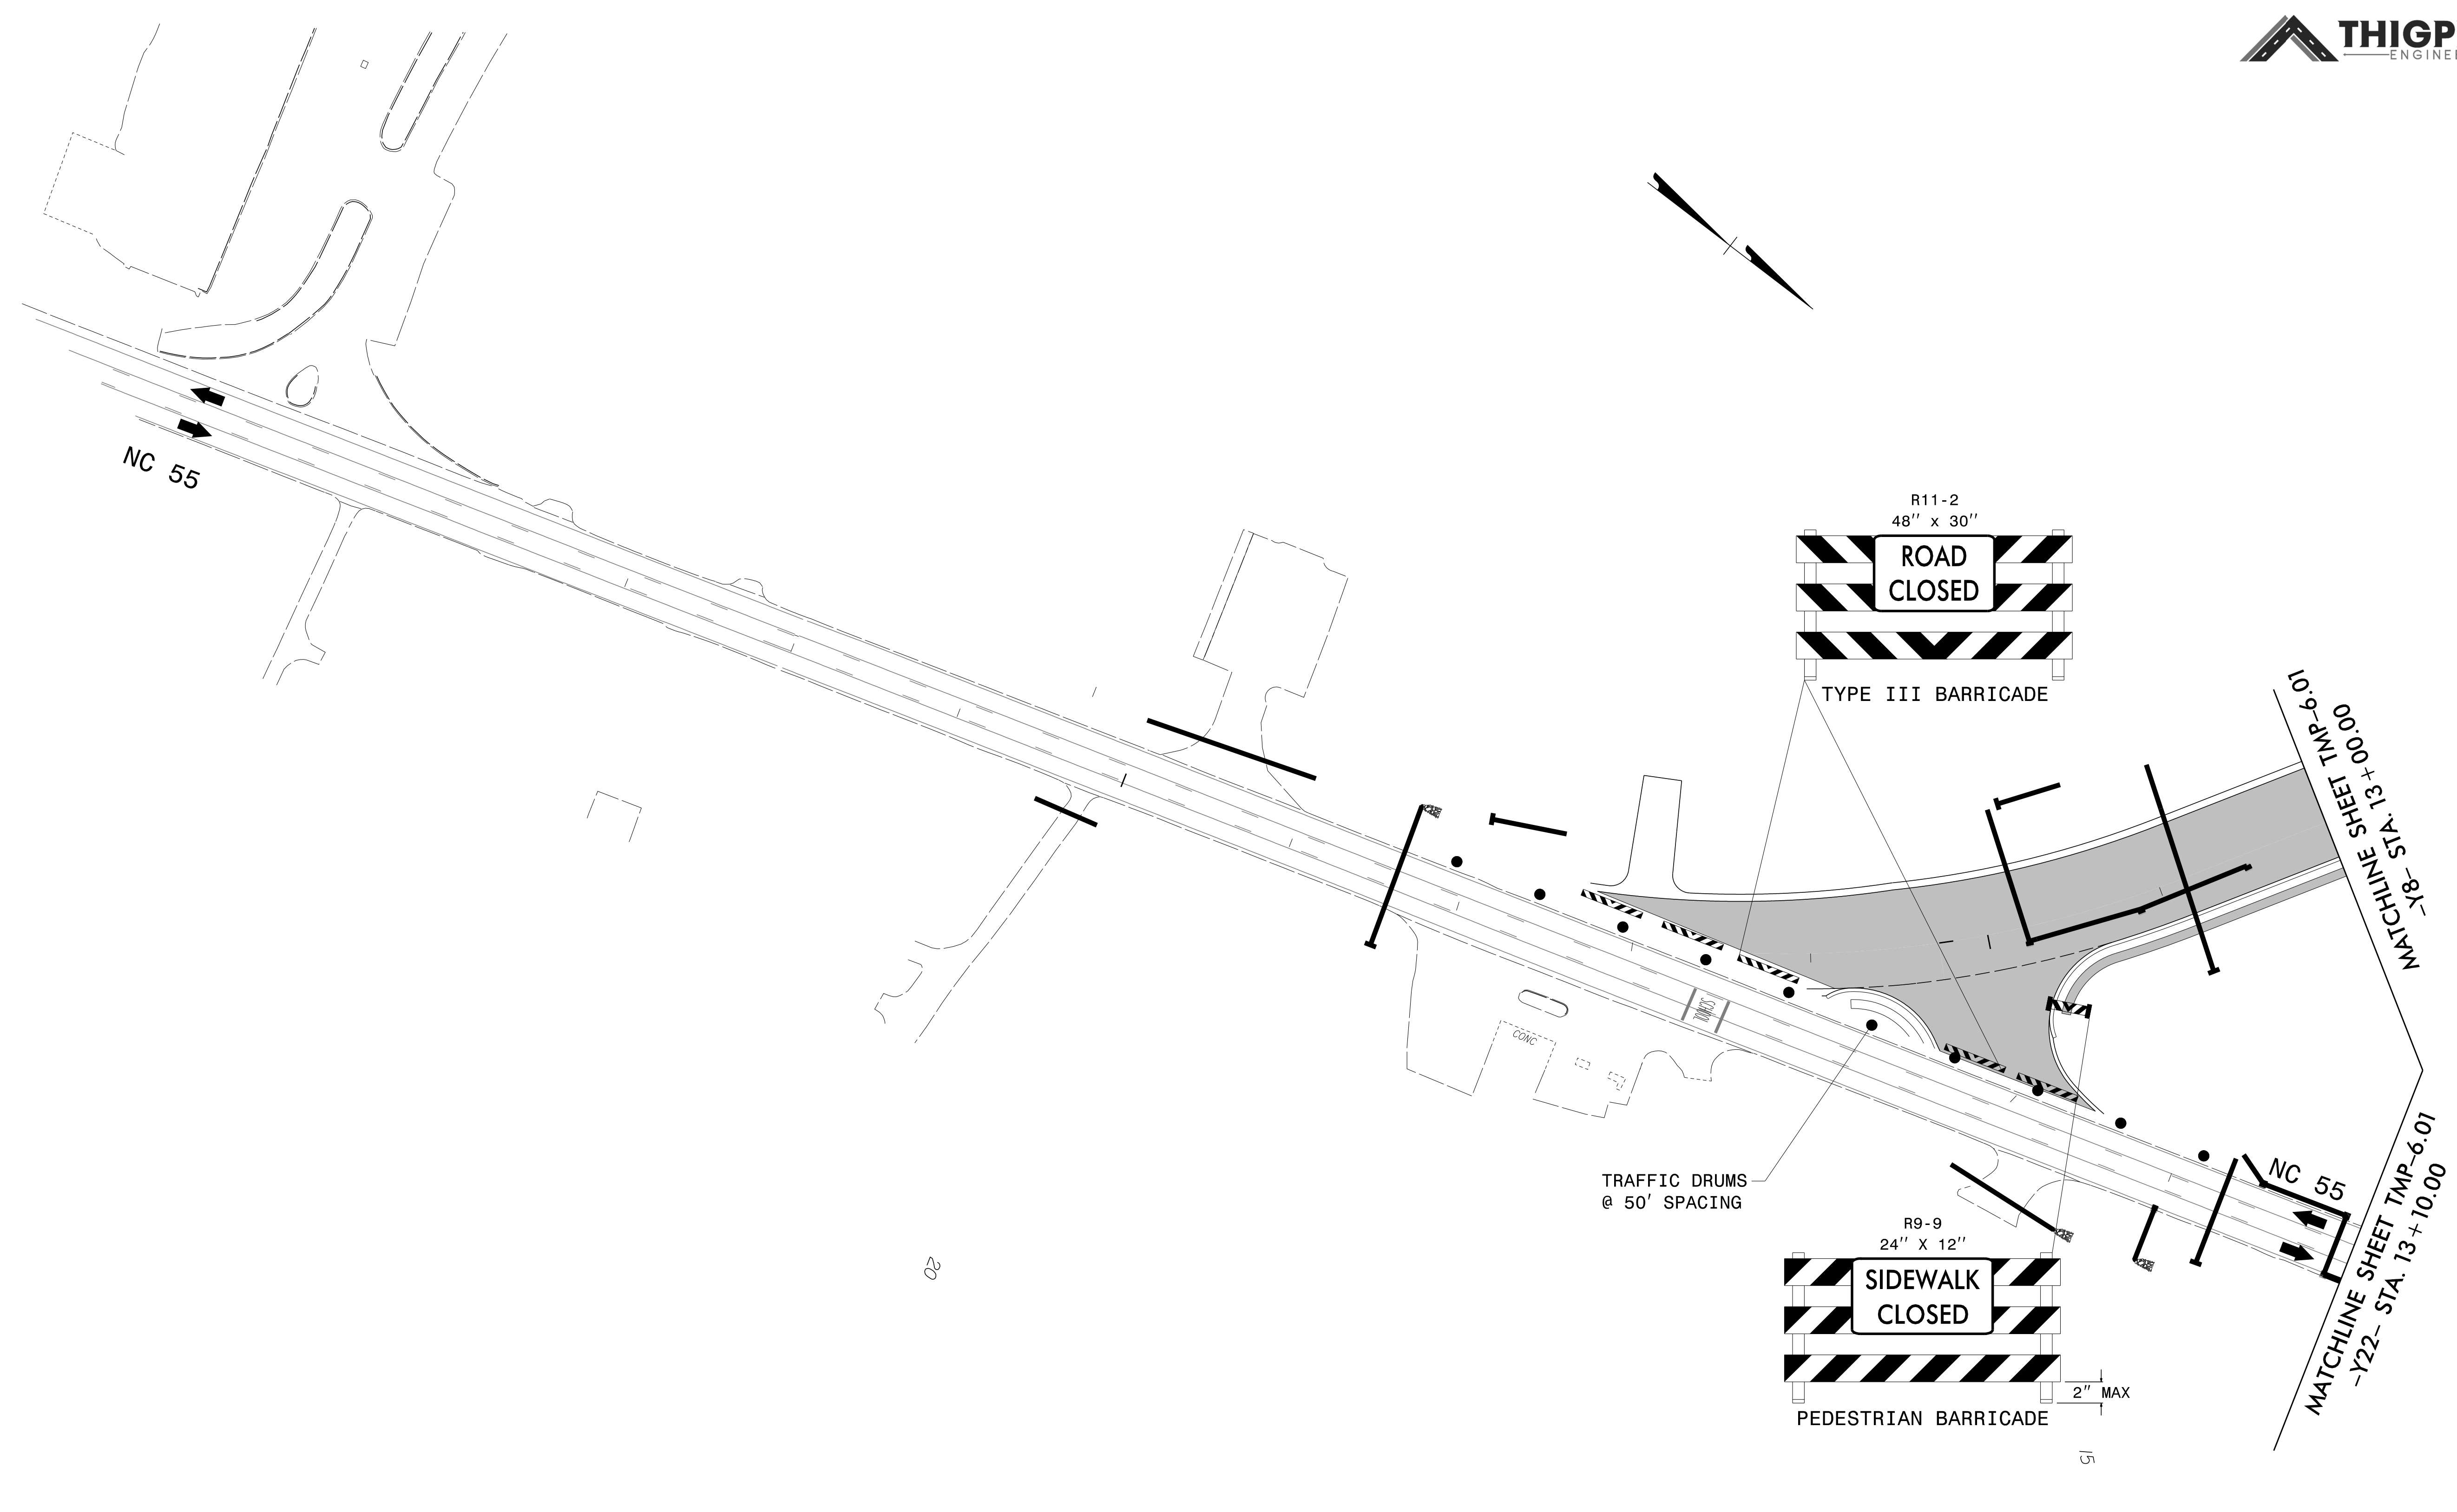 THIGP
ENGINE
NC 55
R11-2
48'' x 30''
ROAD
CLOSED
TYPE III BARRICADE
MATCHLINE SHEET TMP-6.01
-Y8- STA. 13+00.00
SCHOOL
CONC
TRAFFIC DRUMS
@ 50' SPACING
NC 55
MATCHLINE SHEET TMP-6.01
-Y22- STA. 13+10.00
R9-9
24'' X 12''
SIDEWALK
CLOSED
2'' MAX
PEDESTRIAN BARRICADE
20
15